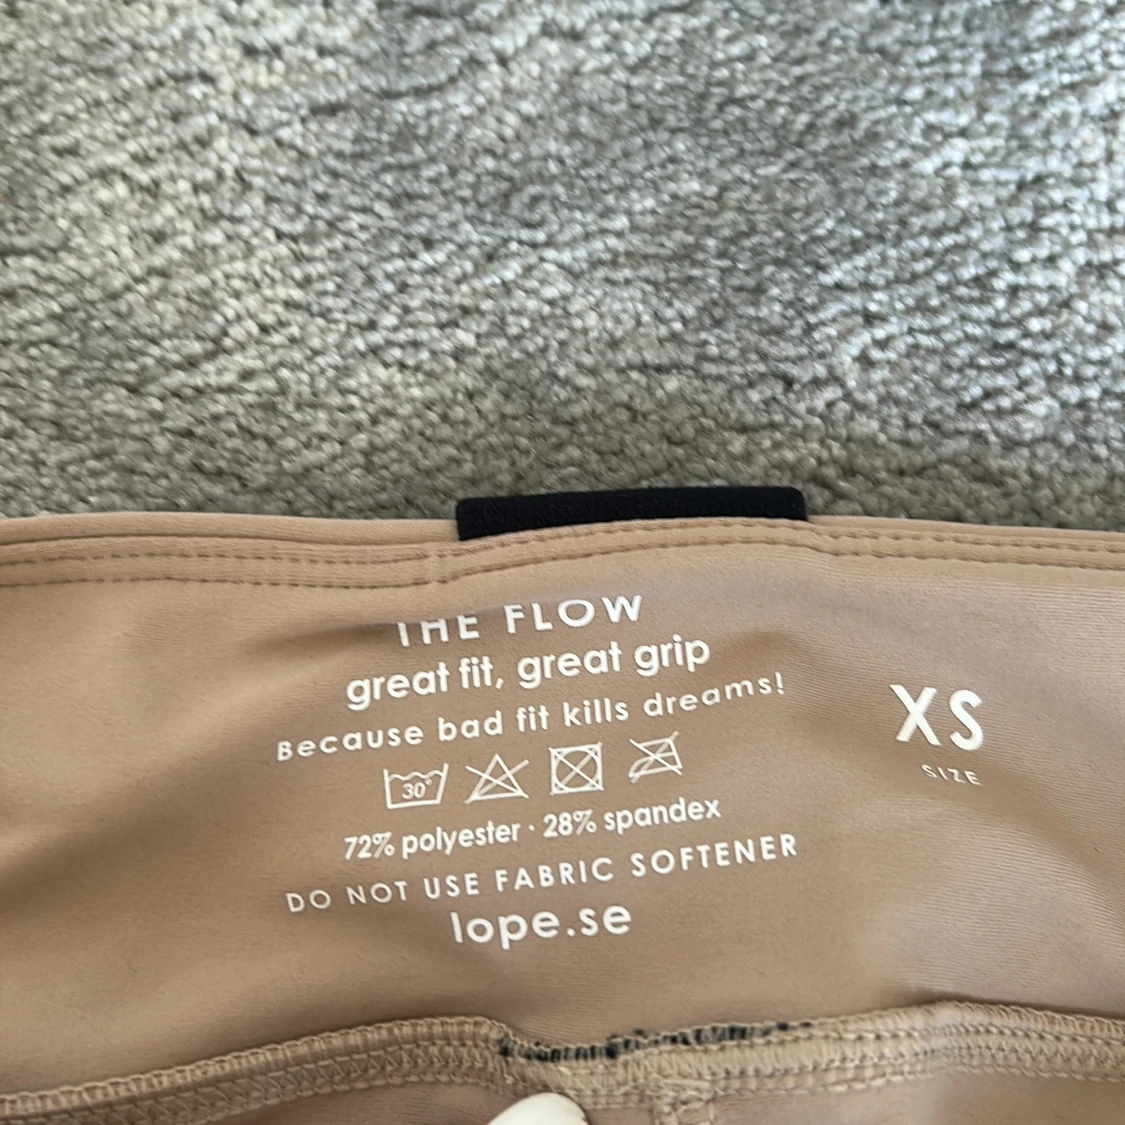 THE FLOW
great fit, great grip
Because bad fit kills dreams!
30°
72% polyester · 28% spandex
DO NOT USE FABRIC SOFTENER
lope.se
XS
SIZE